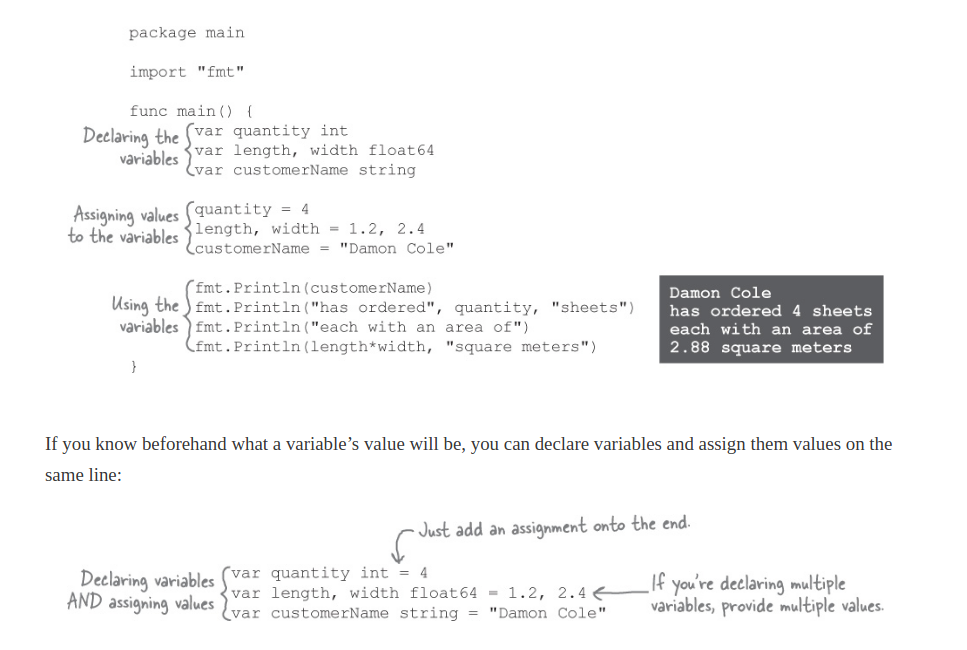 package main
import "fmt"
func main() {
Declaring the variables
var quantity int
var length, width float64
var customerName string
Assigning values to the variables
quantity = 4
length, width = 1.2, 2.4
customerName = "Damon Cole"
Using the variables
fmt.Println(customerName)
fmt.Println("has ordered", quantity, "sheets")
fmt.Println("each with an area of")
fmt.Println(length*width, "square meters")
}
Damon Cole
has ordered 4 sheets
each with an area of
2.88 square meters
If you know beforehand what a variable’s value will be, you can declare variables and assign them values on the
same line:
Just add an assignment onto the end.
Declaring variables
AND assigning values
var quantity int = 4
var length, width float64 = 1.2, 2.4
var customerName string = "Damon Cole"
If you're declaring multiple
variables, provide multiple values.